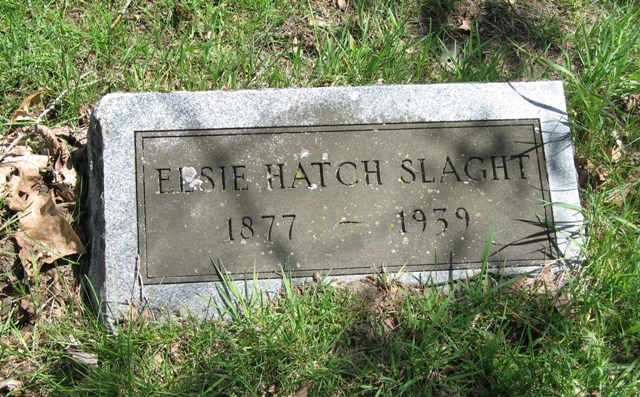 ELSIE HATCH SLAGHT
1877 – 1939